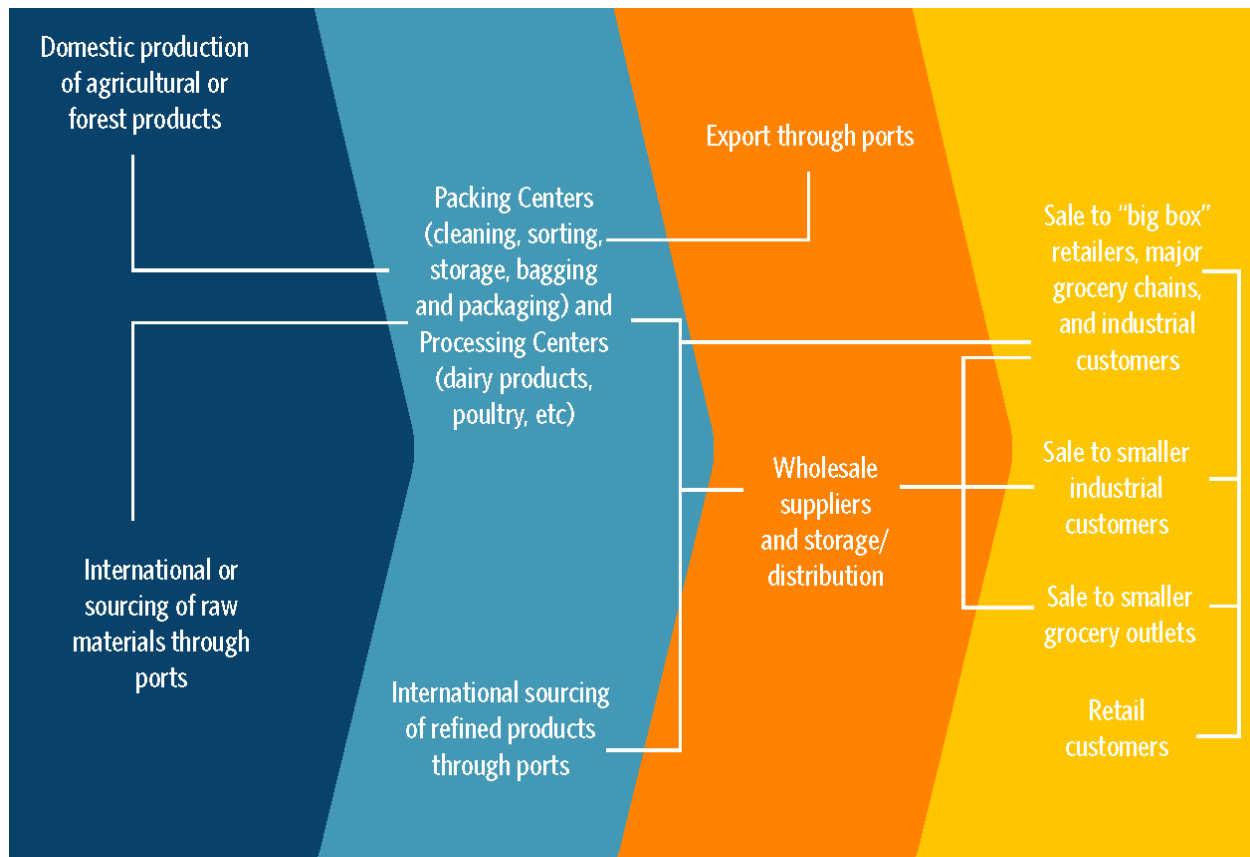 Domestic production
of agricultural or
forest products
International or
sourcing of raw
materials through
ports
Packing Centers
(cleaning, sorting,
storage, bagging
and packaging) and
Processing Centers
(dairy products,
poultry, etc)
International sourcing
of refined products
through ports
Export through ports
Wholesale
suppliers
and storage/
distribution
Sale to “big box”
retailers, major
grocery chains,
and industrial
customers
Sale to smaller
industrial
customers
Sale to smaller
grocery outlets
Retail
customers